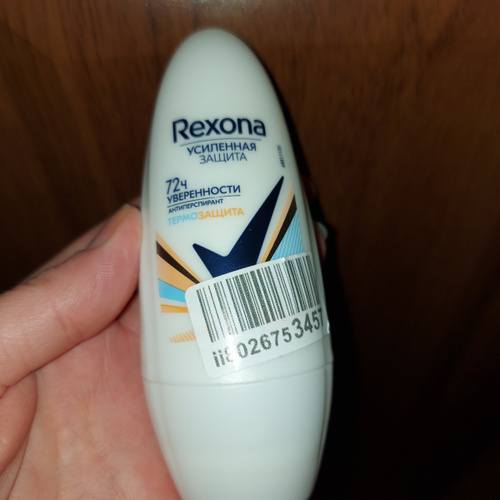 Rexona
УСИЛЕННАЯ
ЗАЩИТА
72ч
УВЕРЕННОСТИ
АНТИПЕРСПИРАНТ
ТЕРМОЗАЩИТА
ii8026753457